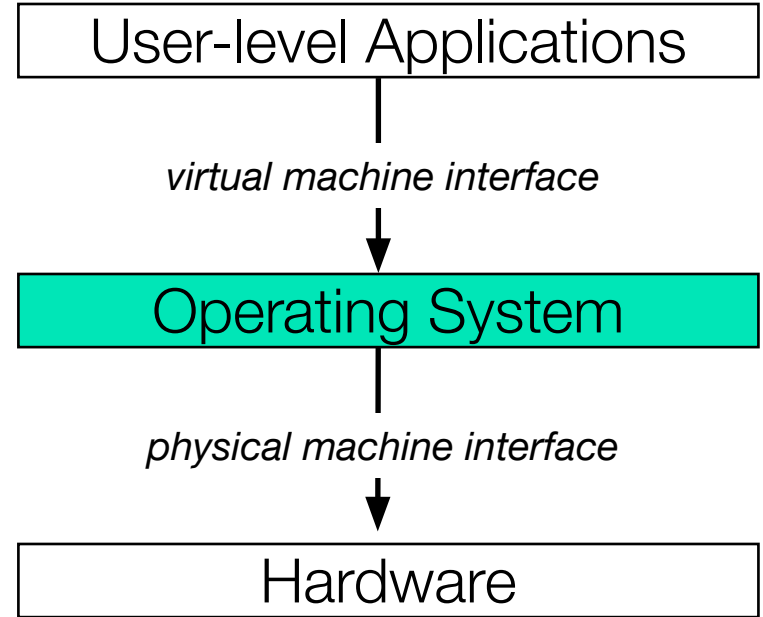 User-level Applications
virtual machine interface
Operating System
physical machine interface
Hardware